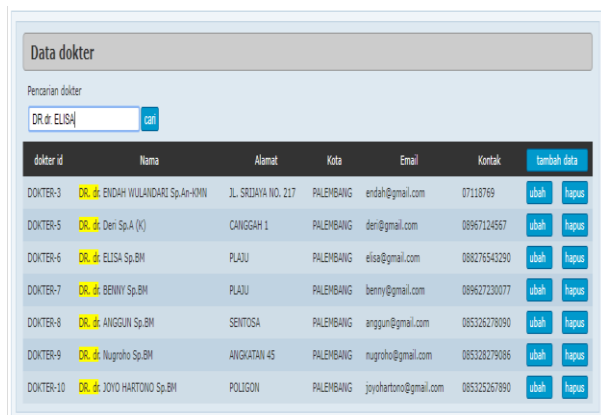 Data dokter
Pencarian dokter
DR.dr. ELISA cari
dokter id Nama Alamat Kota Email Kontak tambah data
DOKTER-3 DR. dr. ENDAH WULANDARI Sp.An-KMN JL. SRIJAYA NO. 217 PALEMBANG endah@gmail.com 07118769 ubah hapus
DOKTER-5 DR. dr. Deri Sp.A (K) CANGGAH 1 PALEMBANG deri@gmail.com 08967124567 ubah hapus
DOKTER-6 DR. dr. ELISA Sp.BM PLAJU PALEMBANG elisa@gmail.com 088276543290 ubah hapus
DOKTER-7 DR. dr. BENNY Sp.BM PLAJU PALEMBANG benny@gmail.com 089627230077 ubah hapus
DOKTER-8 DR. dr. ANGGUN Sp.BM SENTOSA PALEMBANG anggun@gmail.com 085326278090 ubah hapus
DOKTER-9 DR. dr. Nugroho Sp.BM ANGKATAN 45 PALEMBANG nugroho@gmail.com 085328279086 ubah hapus
DOKTER-10 DR. dr. JOYO HARTONO Sp.BM POLIGON PALEMBANG joyohartono@gmail.com 085325267890 ubah hapus